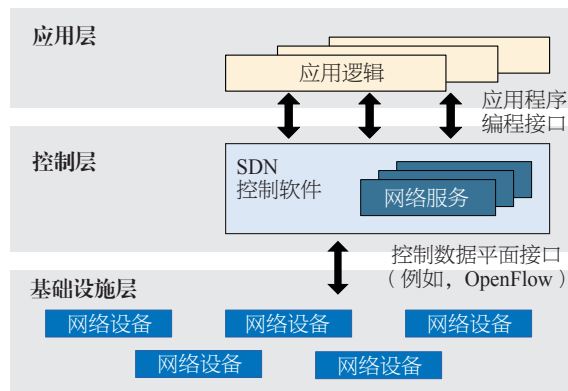 应用层
应用逻辑
应用程序
编程接口
控制层
SDN
控制软件
网络服务
控制数据平面接口
（例如，OpenFlow）
基础设施层
网络设备
网络设备
网络设备
网络设备
网络设备